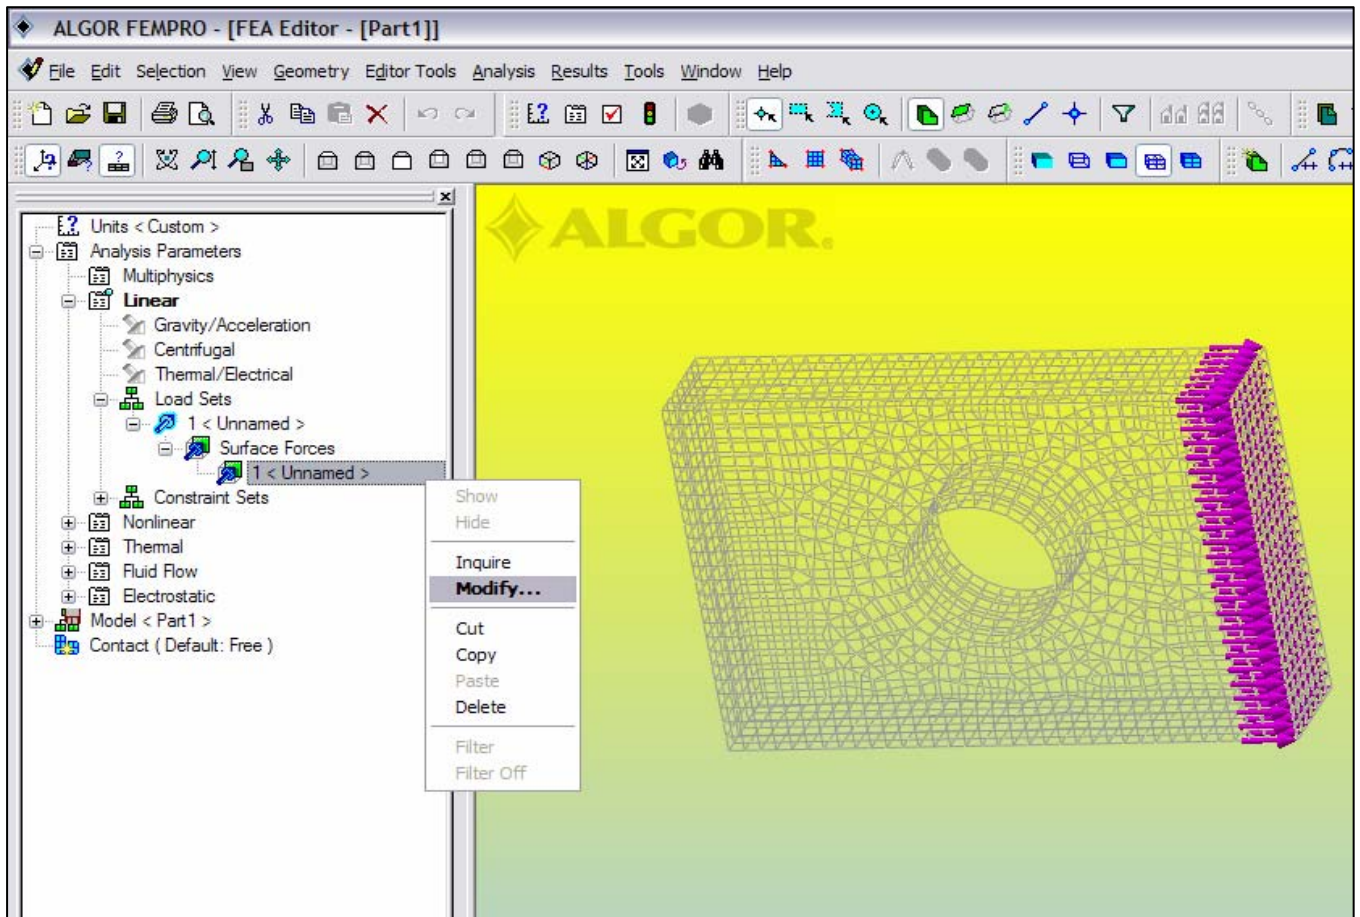 ALGOR FEMPRO - [FEA Editor - [Part1]]
File Edit Selection View Geometry Editor Tools Analysis Results Tools Window Help
ALGOR.
Units < Custom >
Analysis Parameters
Multiphysics
Linear
Gravity/Acceleration
Centrifugal
Thermal/Electrical
Load Sets
1 < Unnamed >
Surface Forces
1 < Unnamed >
Constraint Sets
Nonlinear
Thermal
Fluid Flow
Electrostatic
Model < Part1 >
Contact ( Default: Free )
Show
Hide
Inquire
Modify...
Cut
Copy
Paste
Delete
Filter
Filter Off